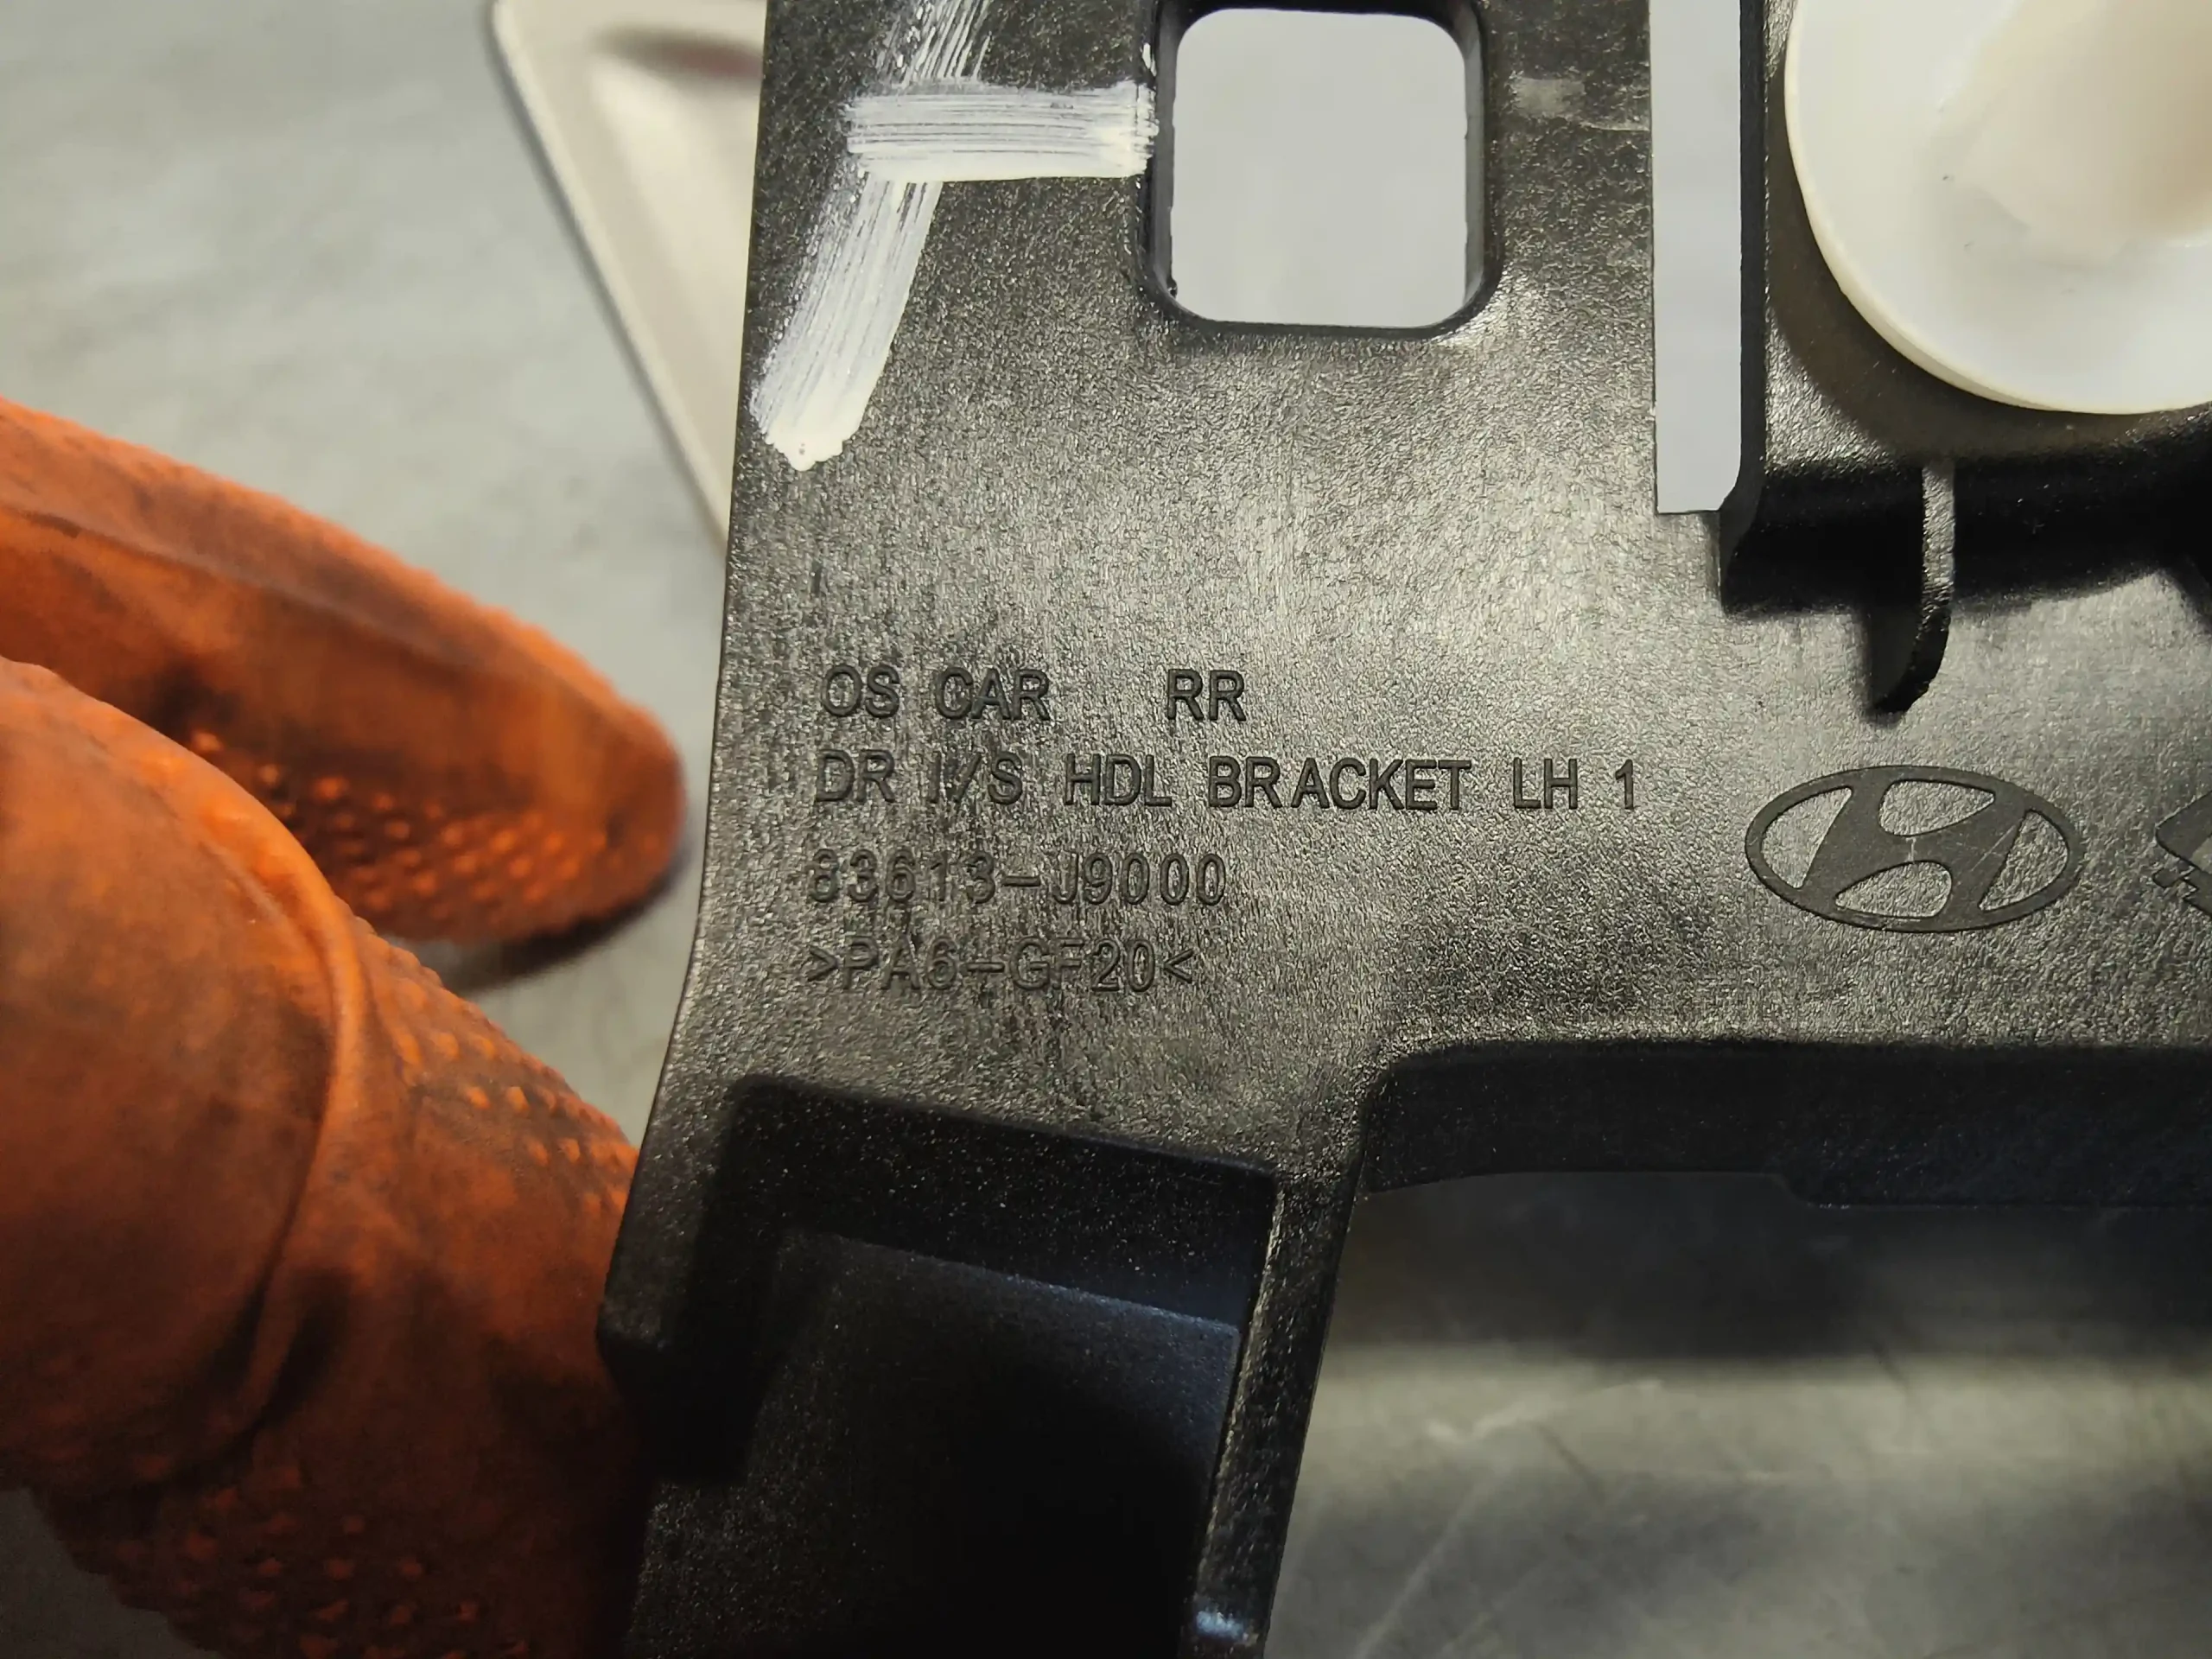 OS CAR RR
DR I/S HDL BRACKET LH 1
83613-J9000
>PA6-GF20<